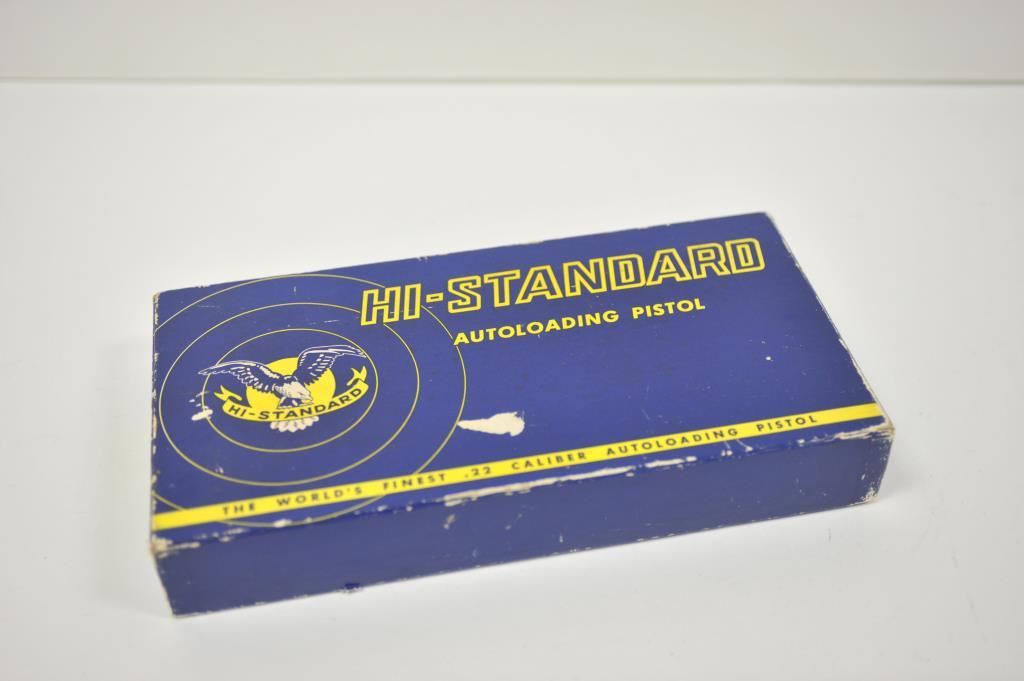 HI-STANDARD
AUTOLOADING PISTOL
HI-STANDARD
THE WORLD'S FINEST .22 CALIBER AUTOLOADING PISTOL